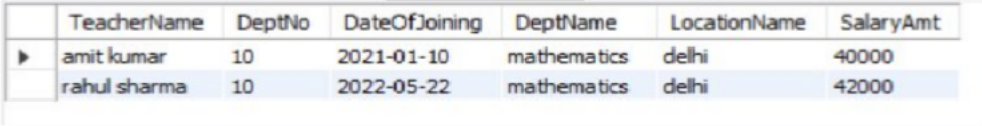 TeacherName DeptNo DateOfJoining DeptName LocationName SalaryAmt
amit kumar 10 2021-01-10 mathematics delhi 40000
rahul sharma 10 2022-05-22 mathematics delhi 42000